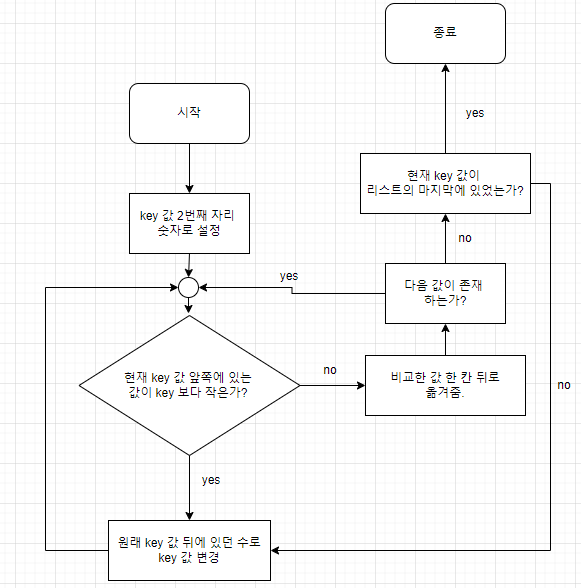 종료
시작
yes
현재 key 값이
리스트의 마지막에 있었는가?
key 값 2번째 자리
숫자로 설정
no
yes
다음 값이 존재
하는가?
현재 key 값 앞쪽에 있는
값이 key 보다 작은가?
no
비교한 값 한 칸 뒤로
옮겨줌.
no
yes
원래 key 값 뒤에 있던 수로
key 값 변경